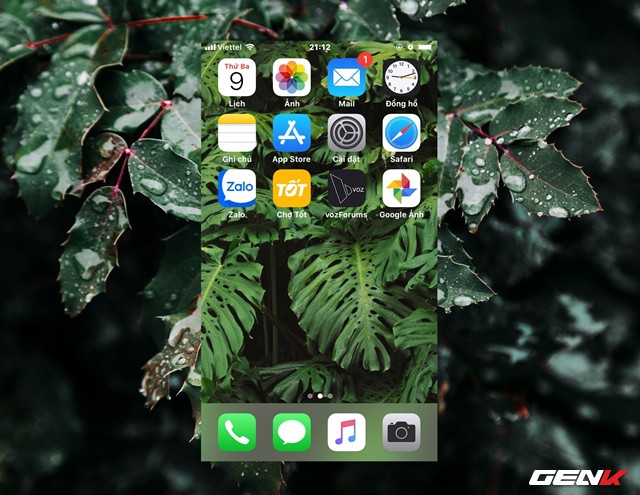 Viettel 21:12
1
Thứ Ba
9
Lịch Ảnh Mail Đồng hồ
Ghi chú App Store Cài đặt Safari
Zalo TỐT voz
Zalo. Chợ Tốt vozForums Google Ảnh
GENK